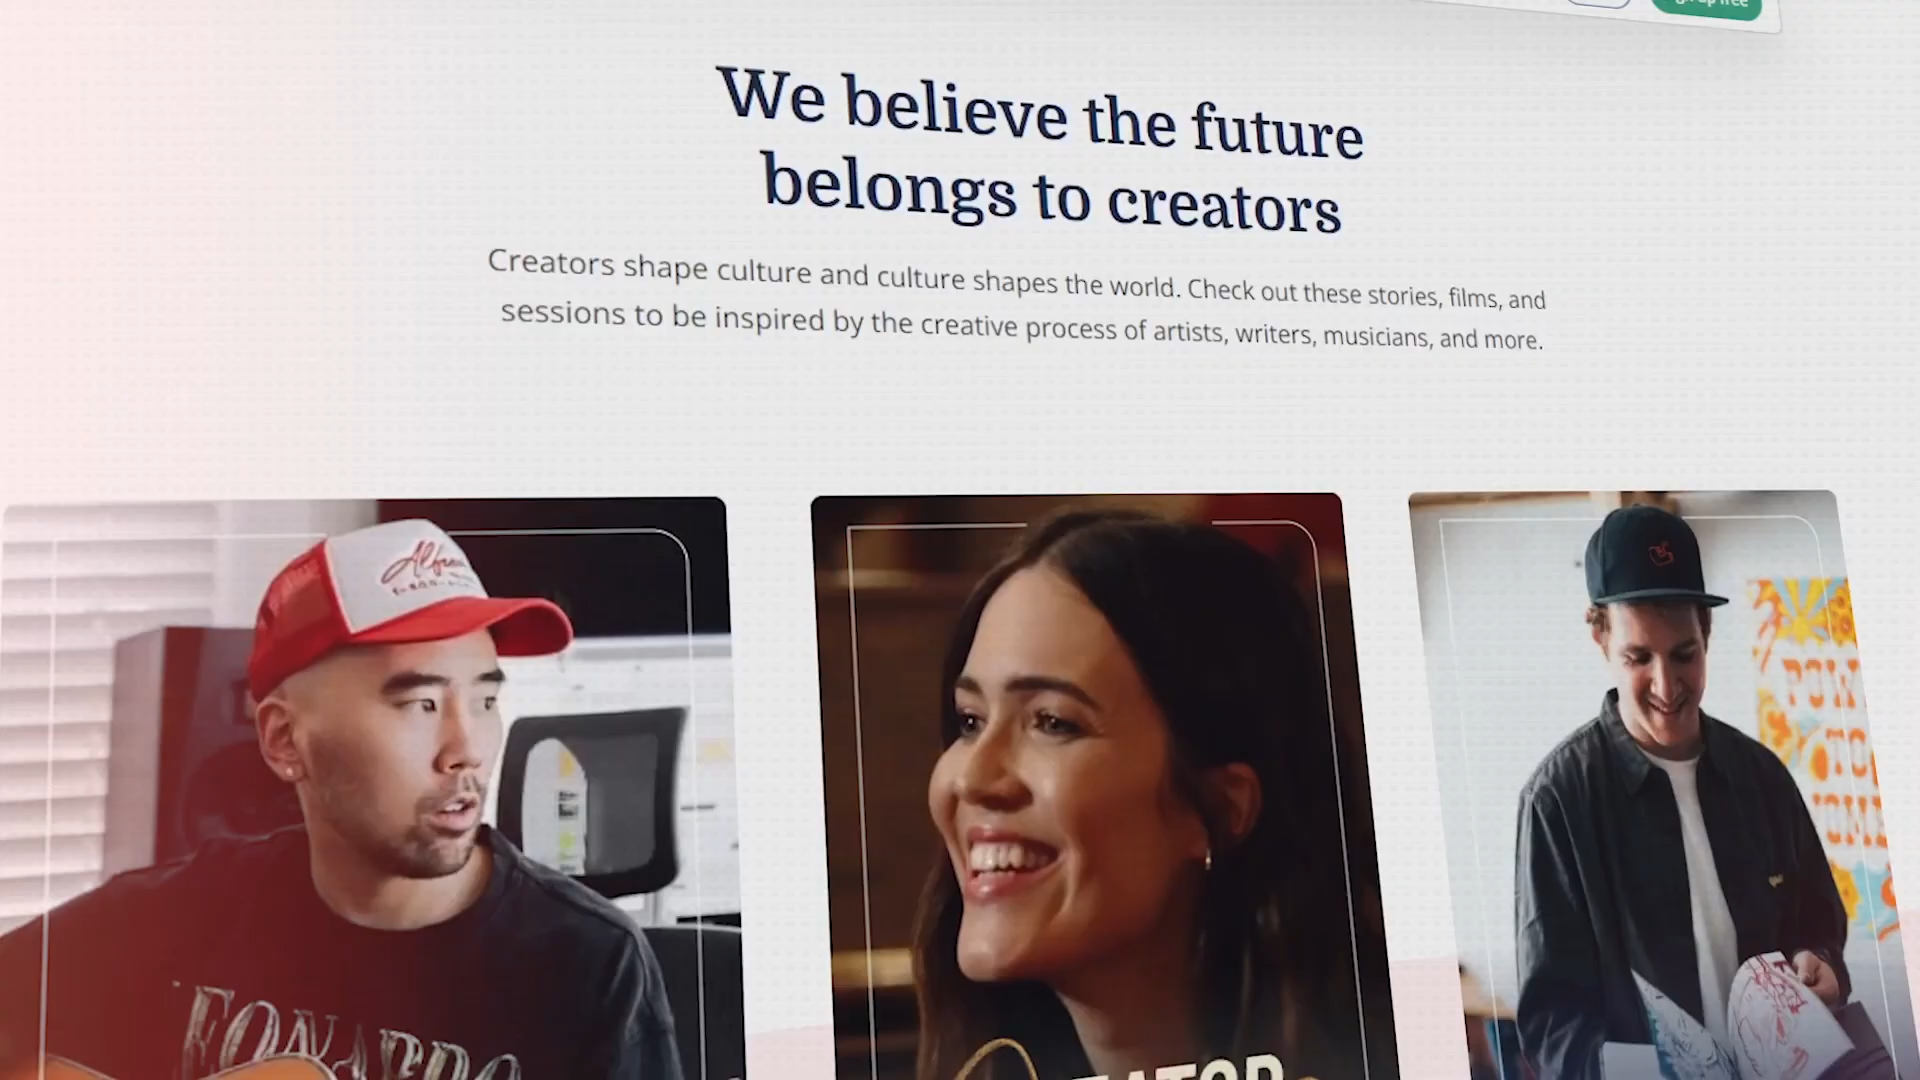 We believe the future
belongs to creators
Creators shape culture and culture shapes the world. Check out these stories, films, and
sessions to be inspired by the creative process of artists, writers, musicians, and more.